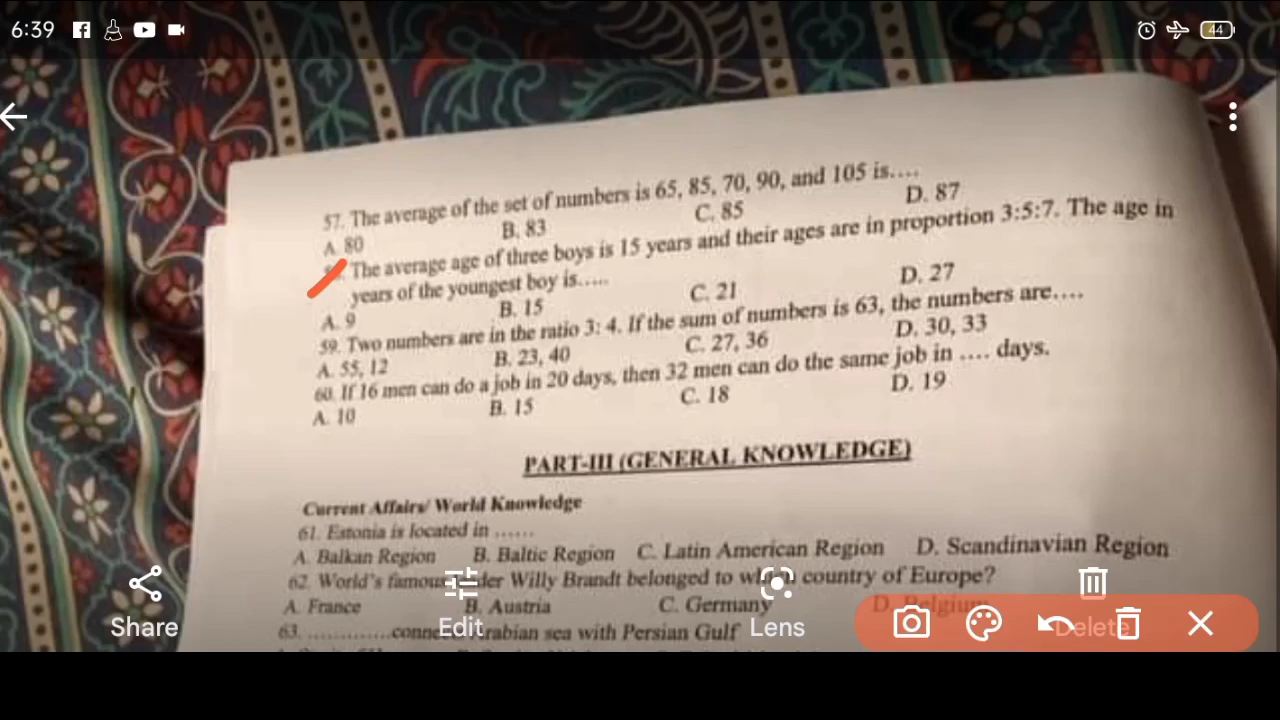 6:39
44
57. The average of the set of numbers is 65, 85, 70, 90, and 105 is....
A. 80 B. 83 C. 85 D. 87
The average age of three boys is 15 years and their ages are in proportion 3:5:7. The age in
years of the youngest boy is.....
A. 9 B. 15 C. 21 D. 27
59. Two numbers are in the ratio 3: 4. If the sum of numbers is 63, the numbers are....
A. 55, 12 B. 23, 40 C. 27, 36 D. 30, 33
60. If 16 men can do a job in 20 days, then 32 men can do the same job in .... days.
A. 10 B. 15 C. 18 D. 19
PART-III (GENERAL KNOWLEDGE)
Current Affairs/ World Knowledge
61. Estonia is located in ......
A. Balkan Region B. Baltic Region C. Latin American Region D. Scandinavian Region
62. World's famous Willy Brandt belonged to which country of Europe?
A. France B. Austria C. Germany D. Belgium
63. .............connects Arabian sea with Persian Gulf
Share Edit Lens Delete